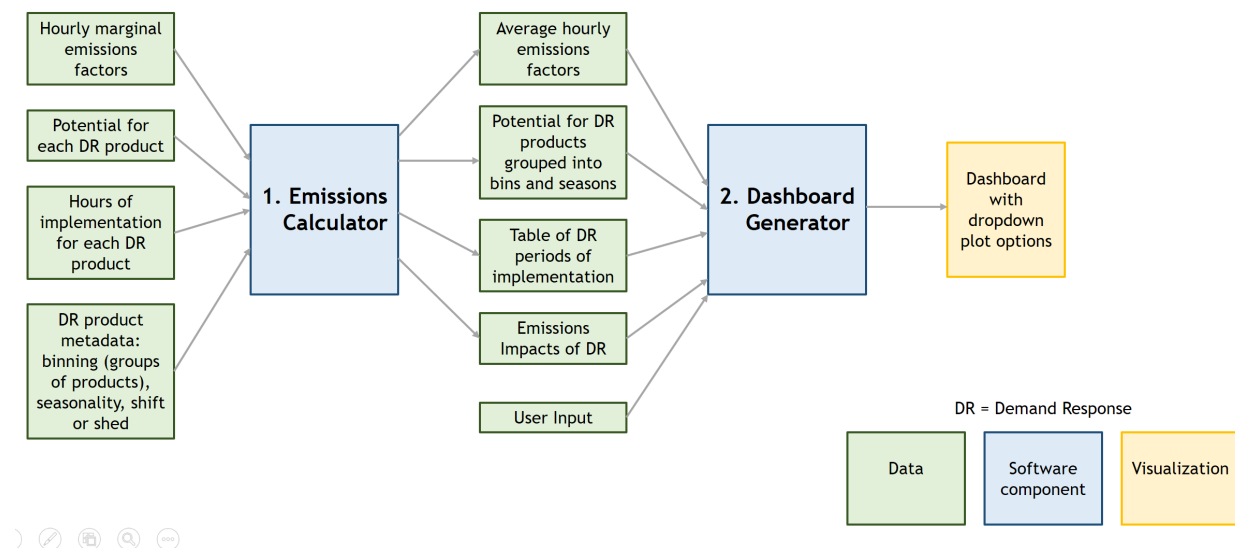 Hourly marginal
emissions
factors
Potential for
each DR product
Hours of
implementation
for each DR
product
DR product
metadata:
binning (groups
of products),
seasonality, shift
or shed
1. Emissions
Calculator
Average hourly
emissions
factors
Potential for DR
products
grouped into
bins and seasons
Table of DR
periods of
implementation
Emissions
Impacts of DR
User Input
2. Dashboard
Generator
Dashboard
with
dropdown
plot options
DR = Demand Response
Data
Software
component
Visualization